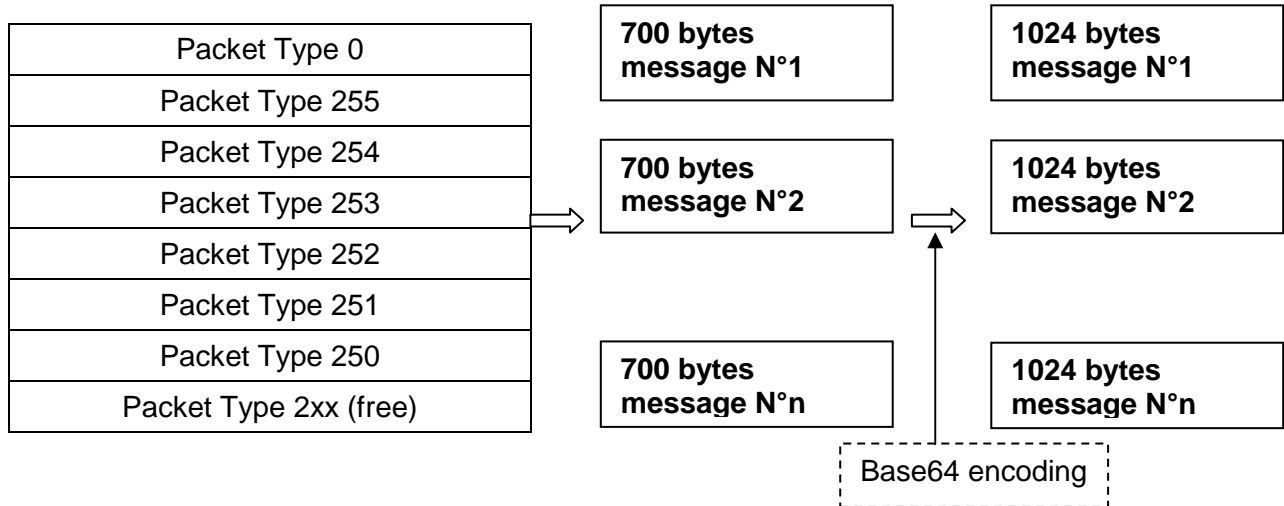 Packet Type 0
Packet Type 255
Packet Type 254
Packet Type 253
Packet Type 252
Packet Type 251
Packet Type 250
Packet Type 2xx (free)
700 bytes
message N°1
700 bytes
message N°2
700 bytes
message N°n
1024 bytes
message N°1
1024 bytes
message N°2
1024 bytes
message N°n
Base64 encoding